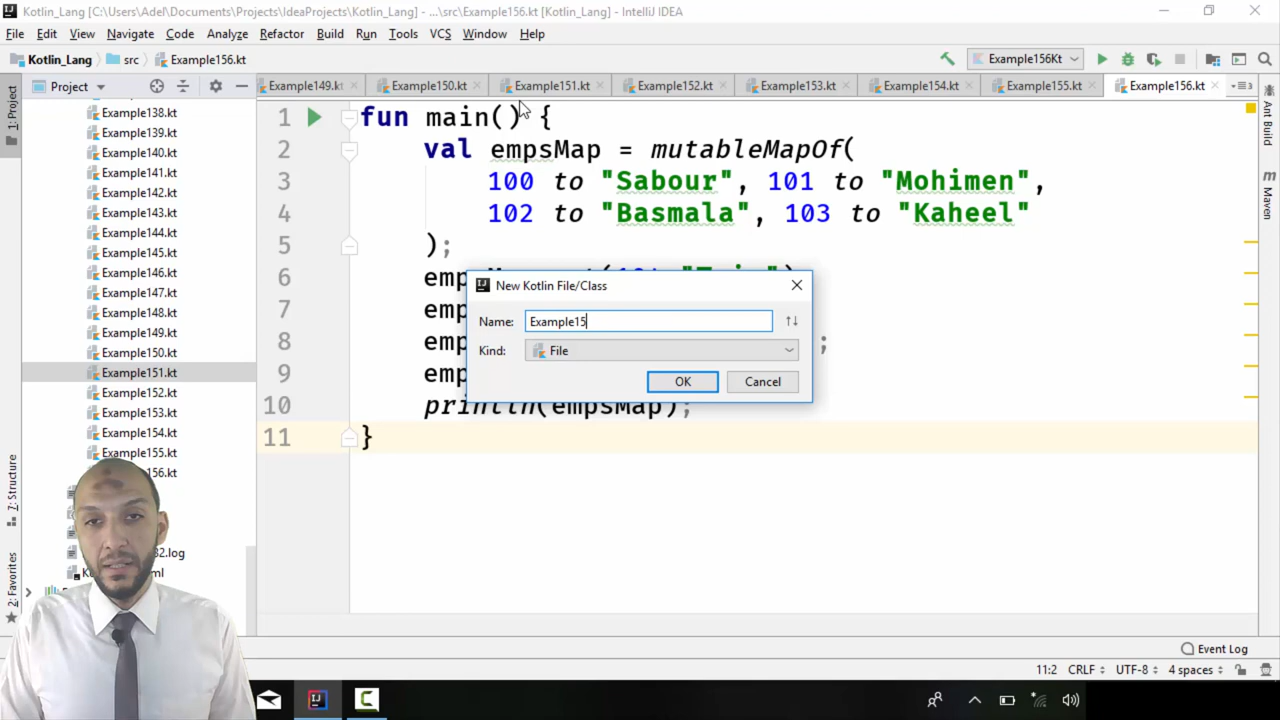 Kotlin_Lang [C:\Users\Adel\Documents\Projects\IdeaProjects\Kotlin_Lang] - ...\src\Example156.kt [Kotlin_Lang] - IntelliJ IDEA
File Edit View Navigate Code Analyze Refactor Build Run Tools VCS Window Help
Kotlin_Lang src Example156.kt Example156Kt
1: Project
Project
Example149.kt Example150.kt Example151.kt Example152.kt Example153.kt Example154.kt Example155.kt Example156.kt
Example138.kt
Example139.kt
Example140.kt
Example141.kt
Example142.kt
Example143.kt
Example144.kt
Example145.kt
Example146.kt
Example147.kt
Example148.kt
Example149.kt
Example150.kt
Example151.kt
Example152.kt
Example153.kt
Example154.kt
Example155.kt
156.kt
32.log
ml
7: Structure
2: Favorites
1 fun main() {
2 val empsMap = mutableMapOf(
3 100 to "Sabour", 101 to "Mohimen",
4 102 to "Basmala", 103 to "Kaheel"
5 );
6 emp
7 emp
8 emp ;
9 emp
10 println(empsMap);
11 }
New Kotlin File/Class
Name: Example15
Kind: File
OK Cancel
Ant Build
Maven
Event Log
11:2 CRLF UTF-8 4 spaces